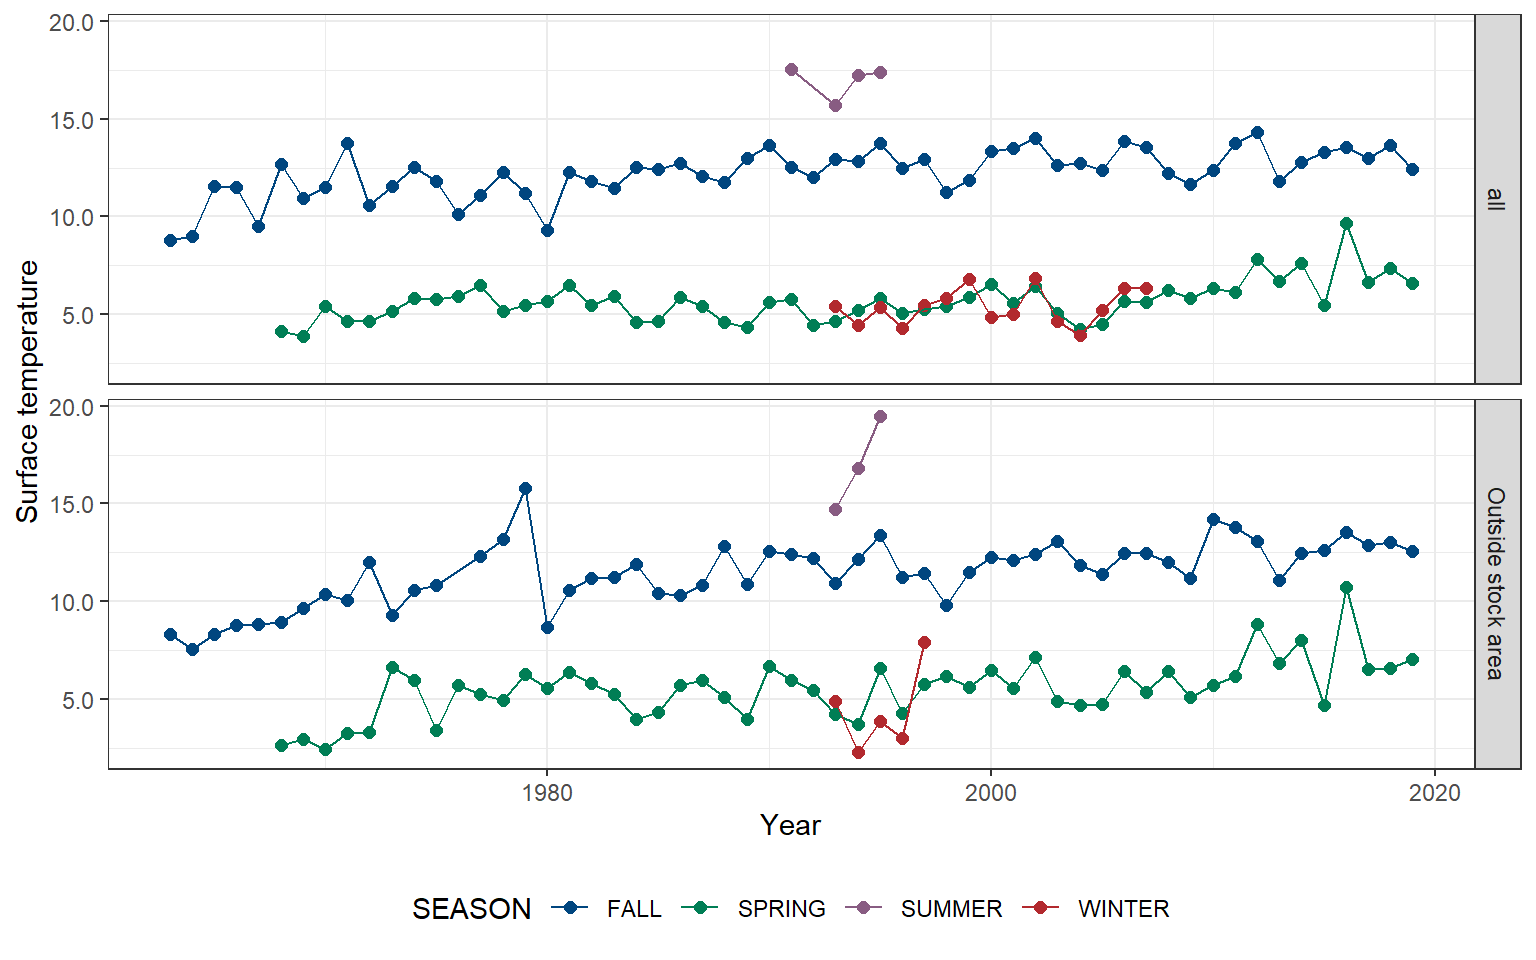 Surface temperature
20.0
15.0
10.0
5.0
all
20.0
15.0
10.0
5.0
Outside stock area
1980 2000 2020
Year
SEASON FALL SPRING SUMMER WINTER